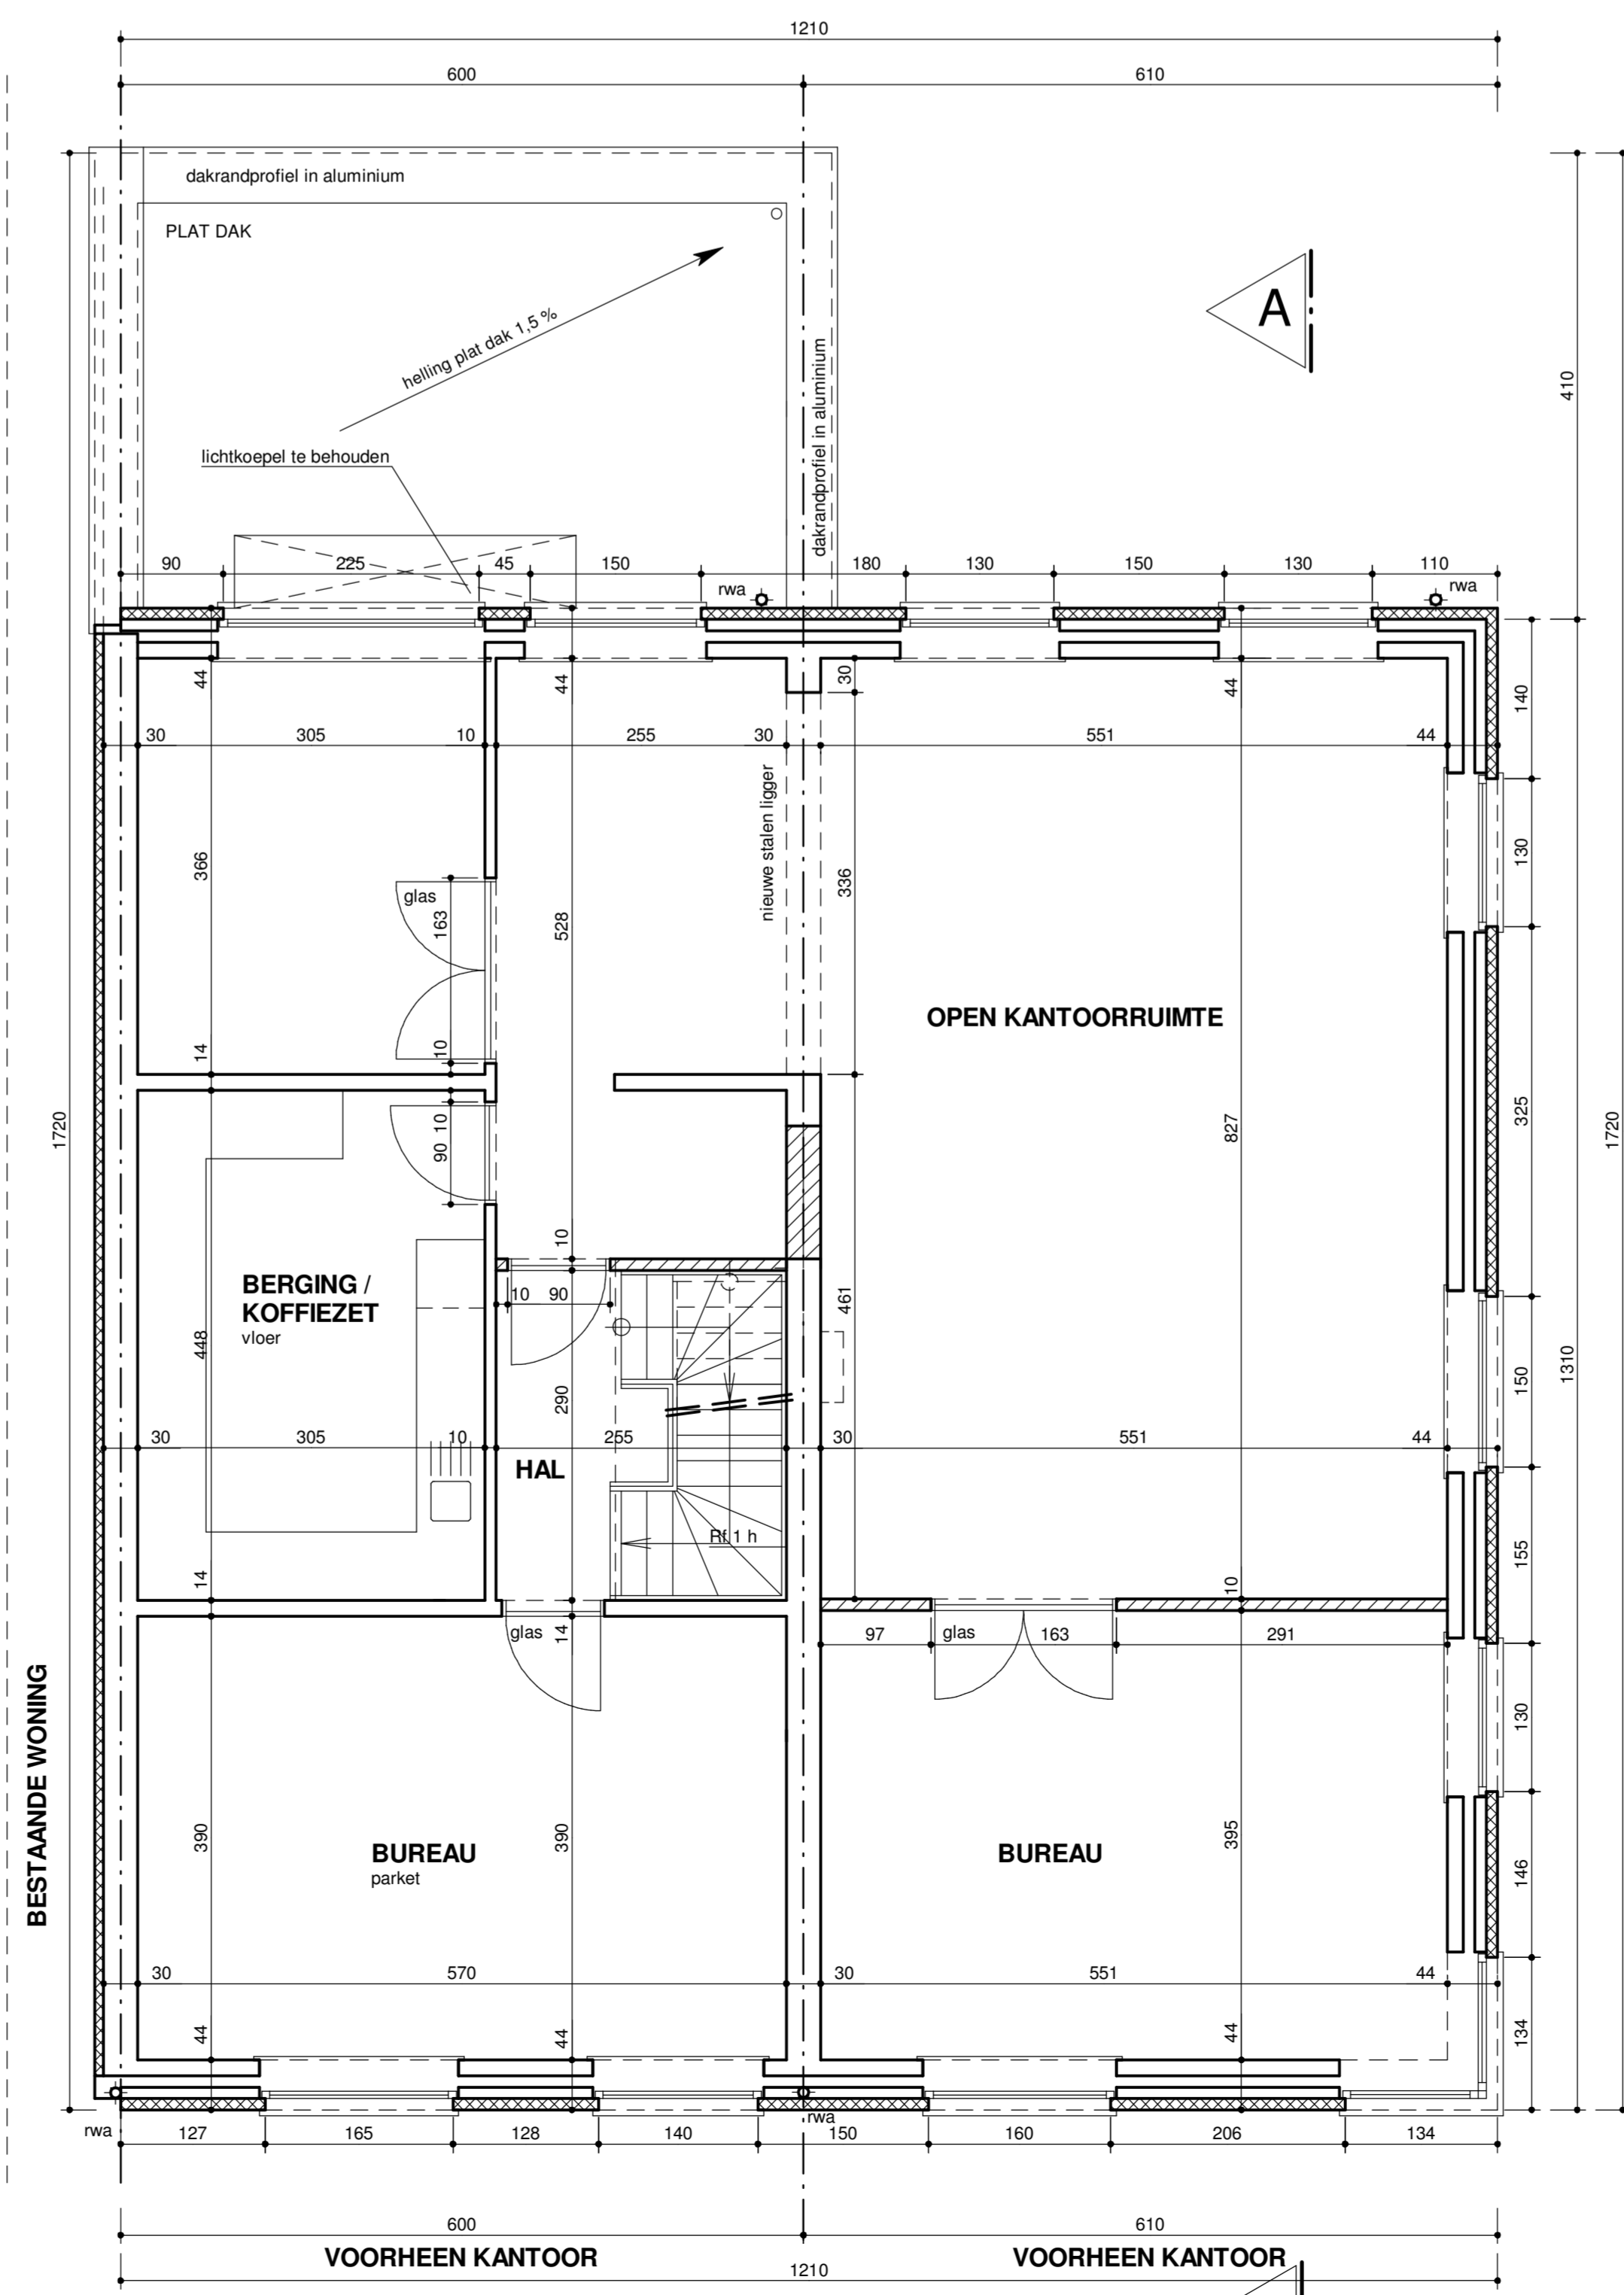 1210
600 610
dakrandprofiel in aluminium
PLAT DAK
helling plat dak 1,5 %
lichtkoepel te behouden
dakrandprofiel in aluminium
A
410
90 225 45 150 180 130 150 130 110
rwa rwa
44 44 30 44 140
30 305 10 255 30 551 44
nieuwe stalen ligger
130
366
glas
163
528
336
OPEN KANTOORRUIMTE
14 10
1720
10
90
827
325
1720
10
BERGING /
KOFFIEZET
vloer
10 90
461
448
290
150
1310
30 305 10 255 30 551 44
HAL
Rf 1 h
155
14 10
glas
14
97 glas 163 291
130
BESTAANDE WONING
390 390 395
BUREAU
parket
BUREAU
146
30 570 30 551 44
44 44 44 134
rwa rwa
127 165 128 140 150 160 206 134
600 610
VOORHEEN KANTOOR VOORHEEN KANTOOR
1210